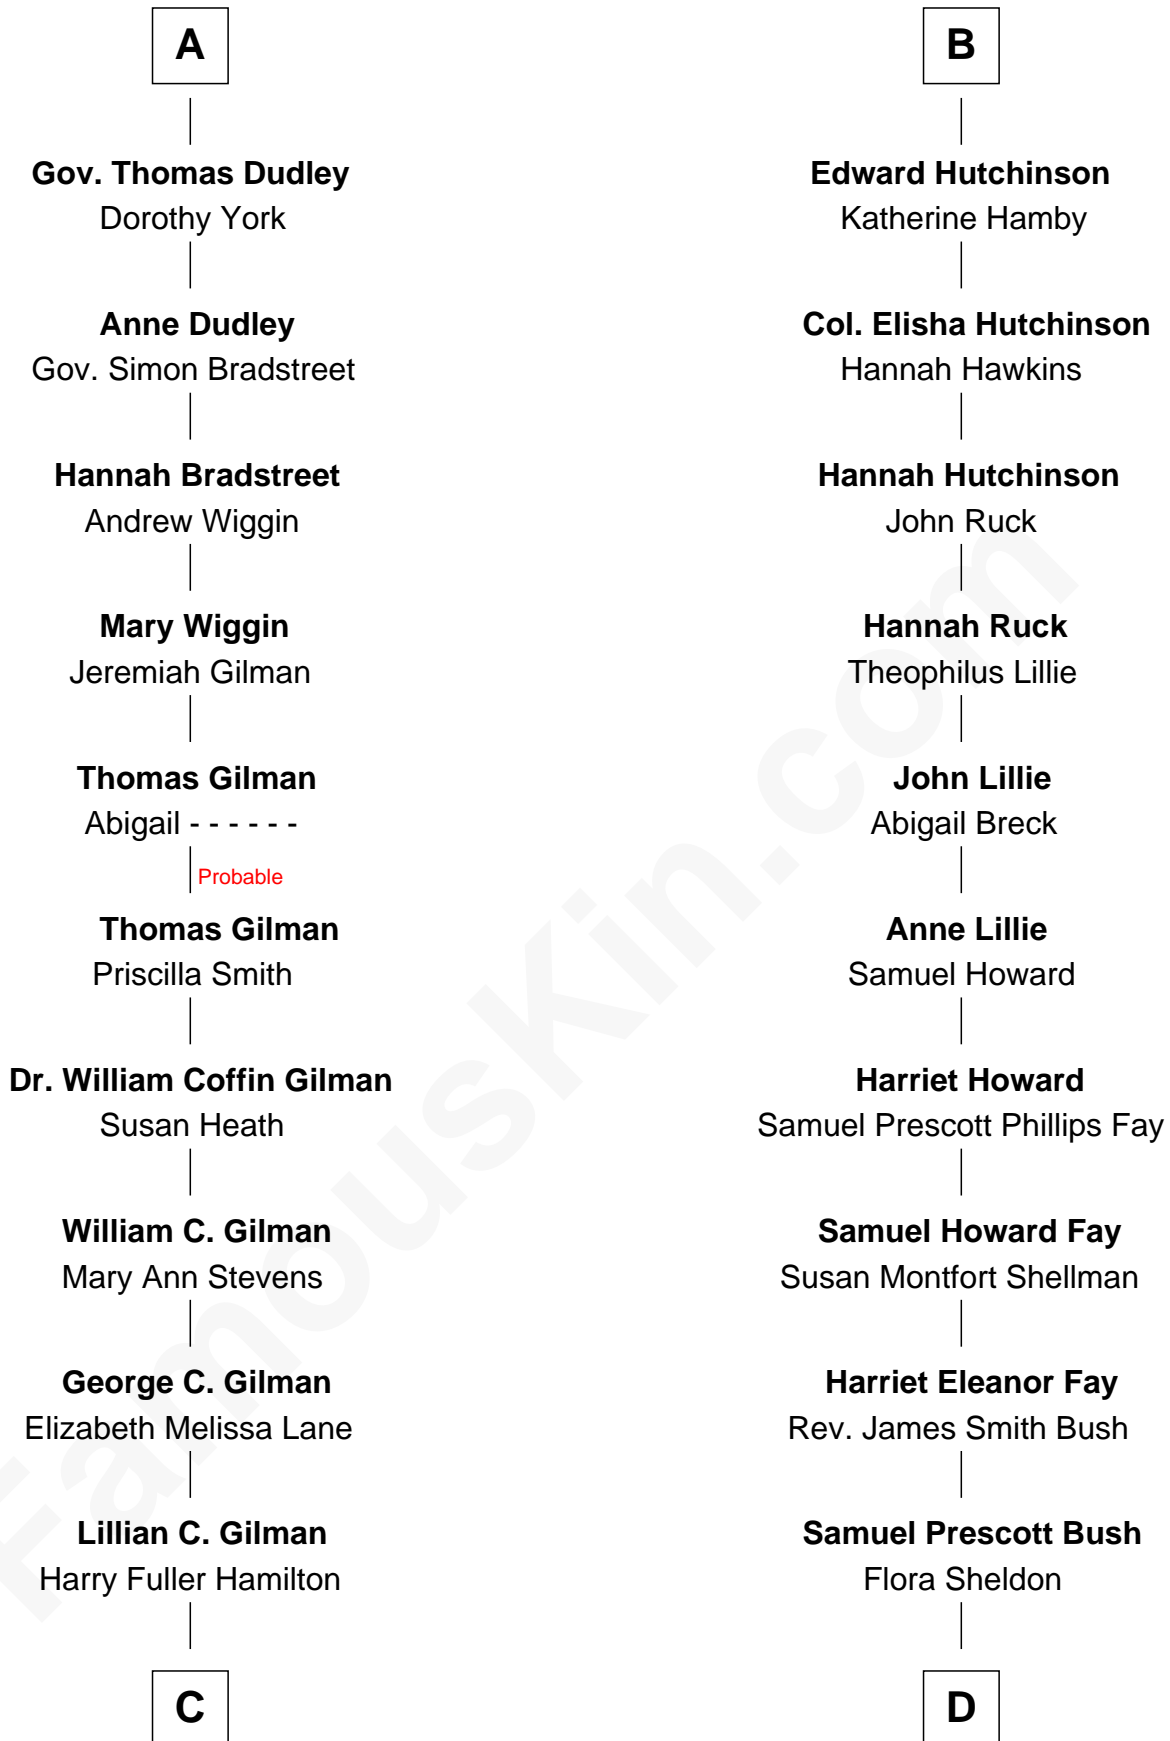 A
Gov. Thomas Dudley
Dorothy York
Anne Dudley
Gov. Simon Bradstreet
Hannah Bradstreet
Andrew Wiggin
Mary Wiggin
Jeremiah Gilman
Thomas Gilman
Abigail - - - - - -
Probable
Thomas Gilman
Priscilla Smith
Dr. William Coffin Gilman
Susan Heath
William C. Gilman
Mary Ann Stevens
George C. Gilman
Elizabeth Melissa Lane
Lillian C. Gilman
Harry Fuller Hamilton
C
B
Edward Hutchinson
Katherine Hamby
Col. Elisha Hutchinson
Hannah Hawkins
Hannah Hutchinson
John Ruck
Hannah Ruck
Theophilus Lillie
John Lillie
Abigail Breck
Anne Lillie
Samuel Howard
Harriet Howard
Samuel Prescott Phillips Fay
Samuel Howard Fay
Susan Montfort Shellman
Harriet Eleanor Fay
Rev. James Smith Bush
Samuel Prescott Bush
Flora Sheldon
D
FamousKin.com